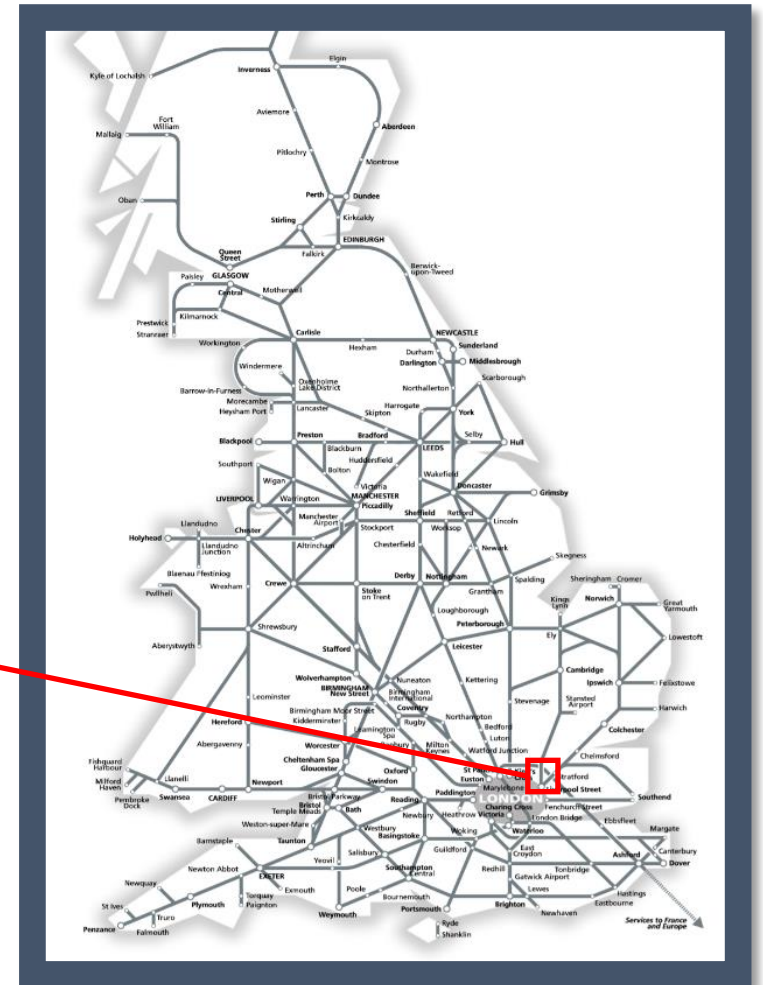 Elgin
Kyle of Lochalsh
Inverness
Aviemore
Fort
William
Mallaig
Aberdeen
Pitlochry
Montrose
Perth
Dundee
Oban
Kirkcaldy
Stirling
EDINBURGH
Queen
Street
Falkirk
Berwick-
upon-Tweed
Paisley
GLASGOW
Central
Motherwell
Kilmarnock
Prestwick
Stranraer
Carlisle
NEWCASTLE
Workington
Hexham
Sunderland
Durham
Darlington
Middlesbrough
Windermere
Scarborough
Oxenholme
Lake District
Barrow-in-Furness
Northallerton
Morecambe
Heysham Port
Lancaster
Harrogate
York
Skipton
Preston
Bradford
Selby
Blackpool
Blackburn
LEEDS
Hull
Huddersfield
Southport
Bolton
Wakefield
Wigan
Victoria
Doncaster
MANCHESTER
Grimsby
LIVERPOOL
Warrington
Piccadilly
Manchester
Airport
Sheffield
Retford
Llandudno
Stockport
Worksop
Lincoln
Chester
Holyhead
Llandudno
Junction
Altrincham
Chesterfield
Newark
Skegness
Blaenau Ffestiniog
Wrexham
Crewe
Derby
Nottingham
Spalding
Sheringham
Cromer
Pwllheli
Stoke
on Trent
Grantham
Kings
Lynn
Norwich
Great
Yarmouth
Loughborough
Shrewsbury
Peterborough
Ely
Lowestoft
Aberystwyth
Stafford
Leicester
Cambridge
Wolverhampton
Nuneaton
Kettering
Ipswich
Felixstowe
BIRMINGHAM
New Street
Birmingham
International
Stansted
Airport
Leominster
Coventry
Stevenage
Harwich
Birmingham Moor Street
Rugby
Northampton
Hereford
Kidderminster
Bedford
Colchester
Leamington
Spa
Luton
Abergavenny
Worcester
Banbury
Milton
Keynes
Watford Junction
Chelmsford
Cheltenham Spa
Gloucester
Oxford
Fishguard
Harbour
Euston
Stratford
Llanelli
Swindon
Marylebone
Liverpool Street
Milford
Haven
Newport
Paddington
Southend
Pembroke
Dock
Swansea
CARDIFF
Bristol Parkway
Reading
LONDON
Fenchurch Street
Bristol
Temple Meads
Bath
Newbury
Heathrow
Victoria
Charing Cross
London Bridge
Ebbsfleet
Weston-super-Mare
Westbury
Basingstoke
Woking
Waterloo
Margate
Barnstaple
Taunton
Salisbury
Guildford
East
Croydon
Ashford
Canterbury
Newton Abbot
Yeovil
Southampton
Central
Redhill
Tonbridge
Dover
EXETER
Gatwick Airport
Newquay
Exmouth
Poole
Lewes
Hastings
Torquay
Bournemouth
Eastbourne
St Ives
Plymouth
Paignton
Portsmouth
Brighton
Newhaven
Truro
Weymouth
Ryde
Services to France
and Europe
Penzance
Falmouth
Shanklin